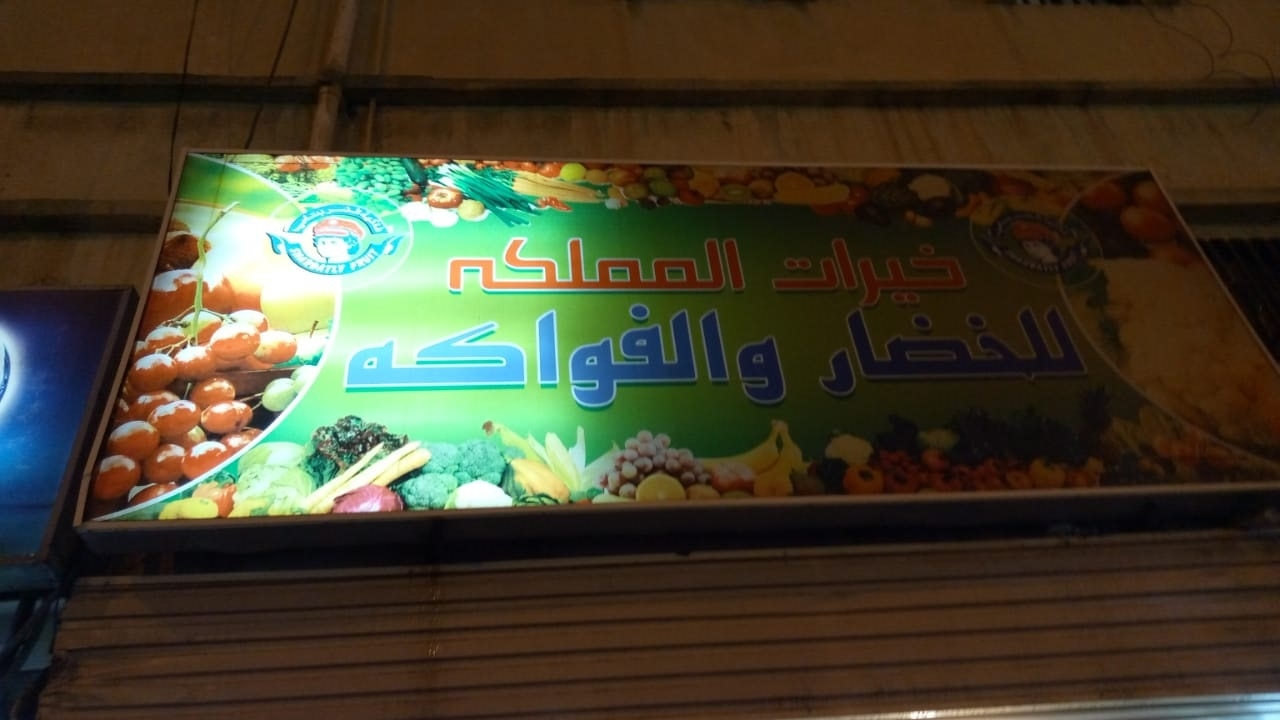 خيرات المملكه
للخضار والفواكه